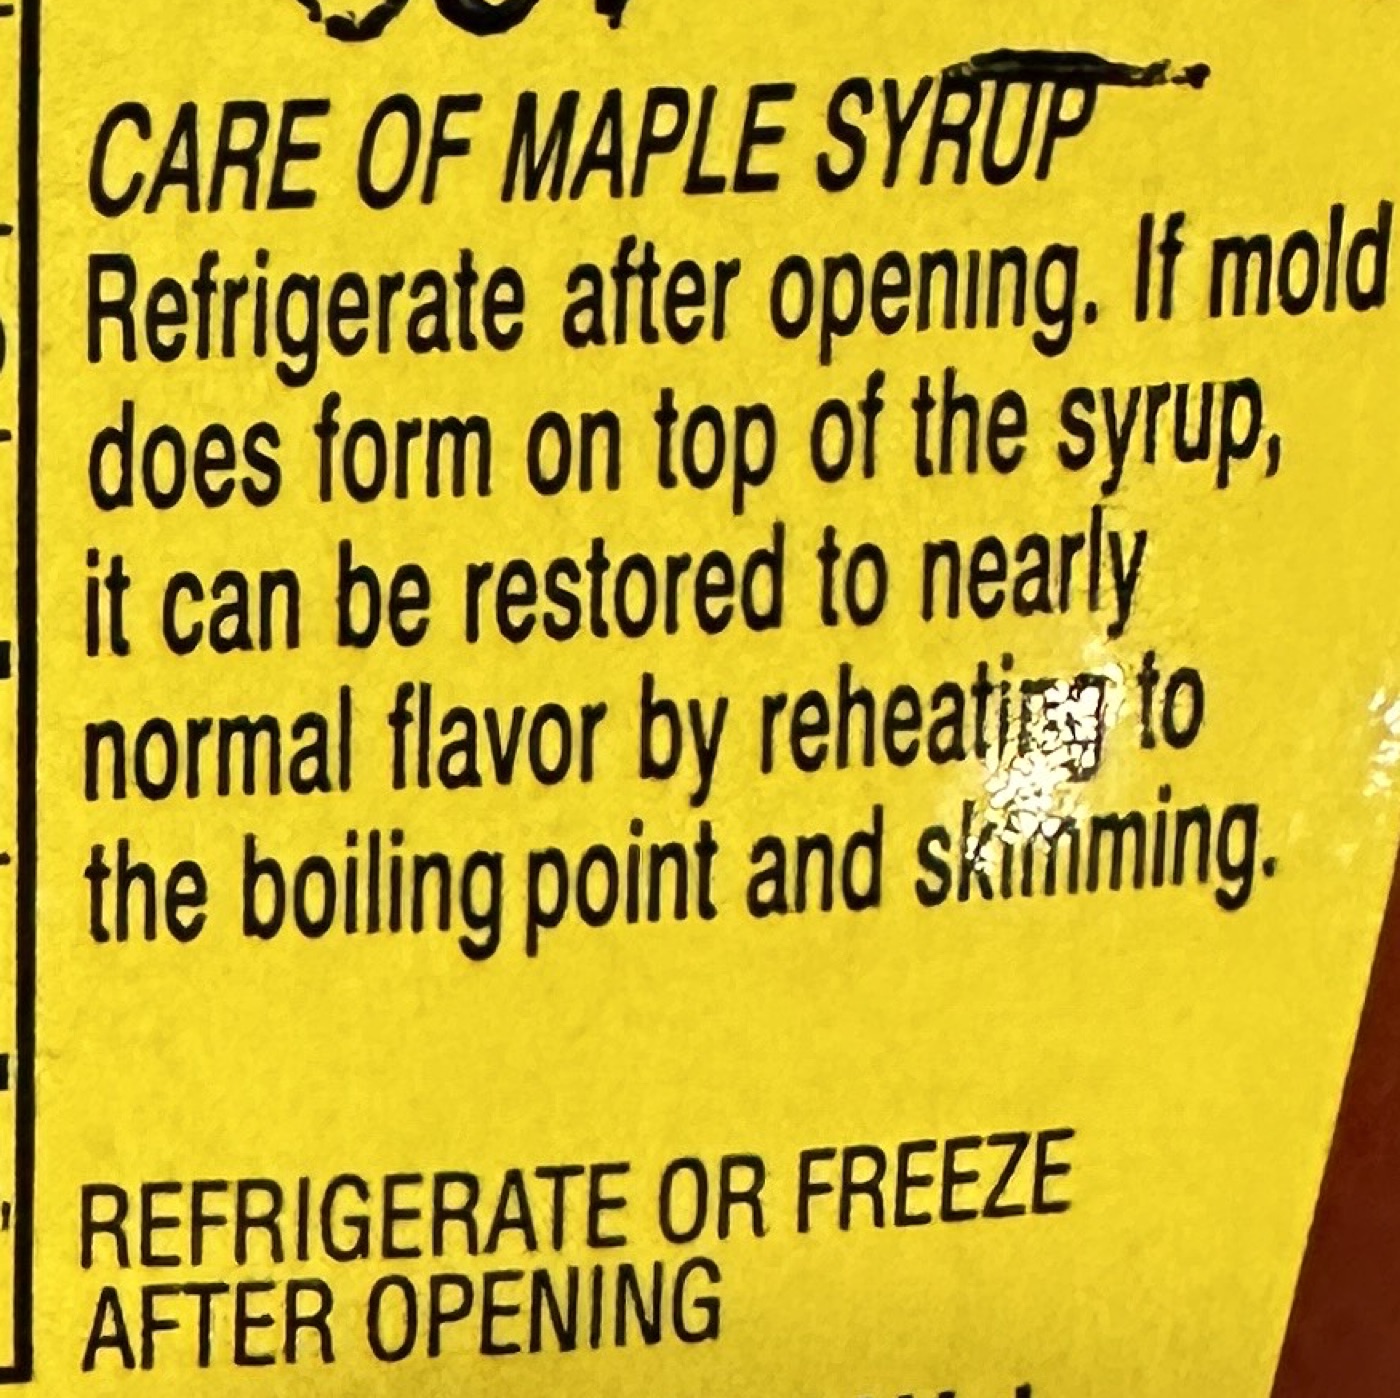 CARE OF MAPLE SYRUP
Refrigerate after opening. If mold
does form on top of the syrup,
it can be restored to nearly
normal flavor by reheating to
the boiling point and skimming.
REFRIGERATE OR FREEZE
AFTER OPENING